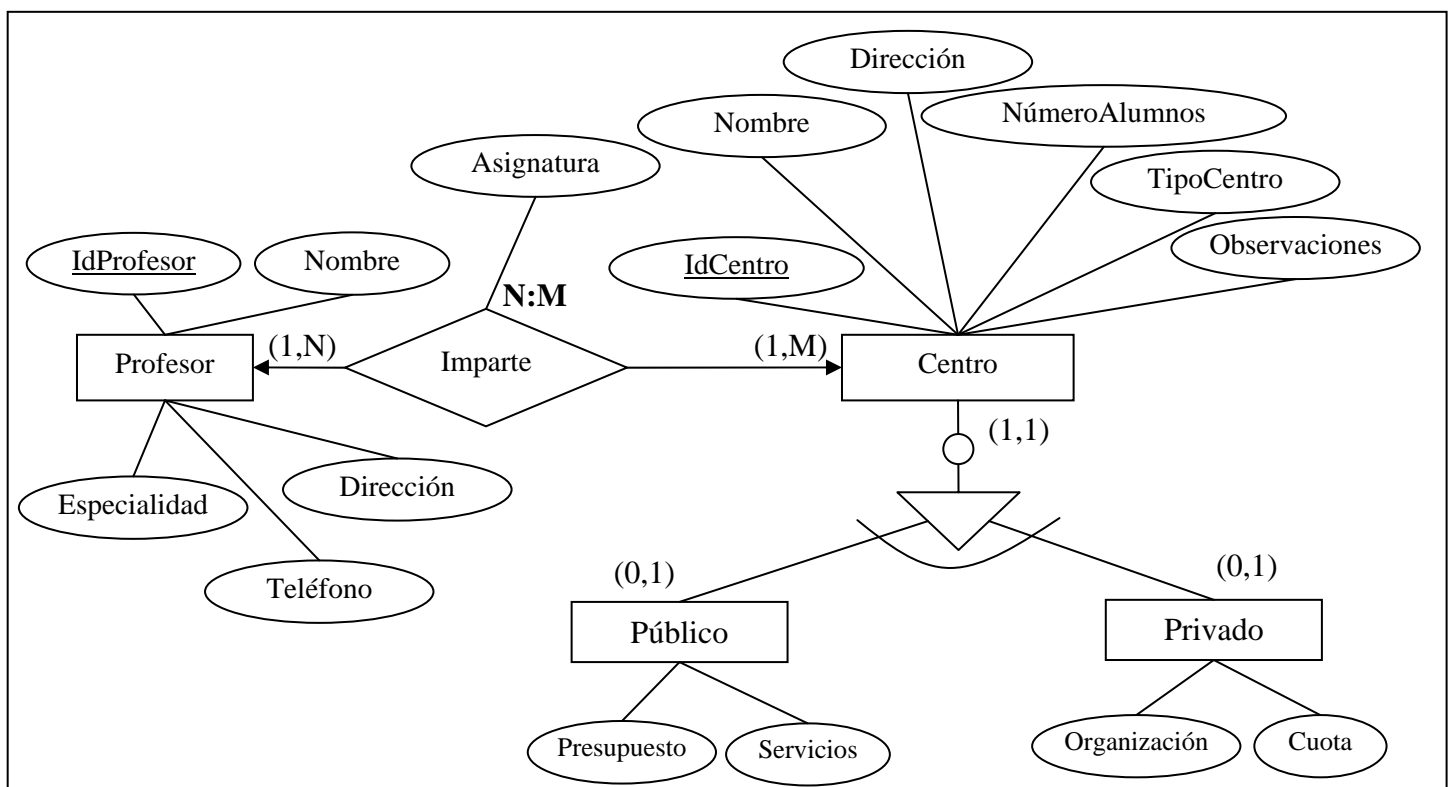 Dirección
Nombre
NúmeroAlumnos
Asignatura
TipoCentro
IdProfesor
Nombre
IdCentro
Observaciones
N:M
(1,N)
(1,M)
Profesor
Imparte
Centro
(1,1)
Especialidad
Dirección
Teléfono
(0,1)
(0,1)
Público
Privado
Presupuesto
Servicios
Organización
Cuota